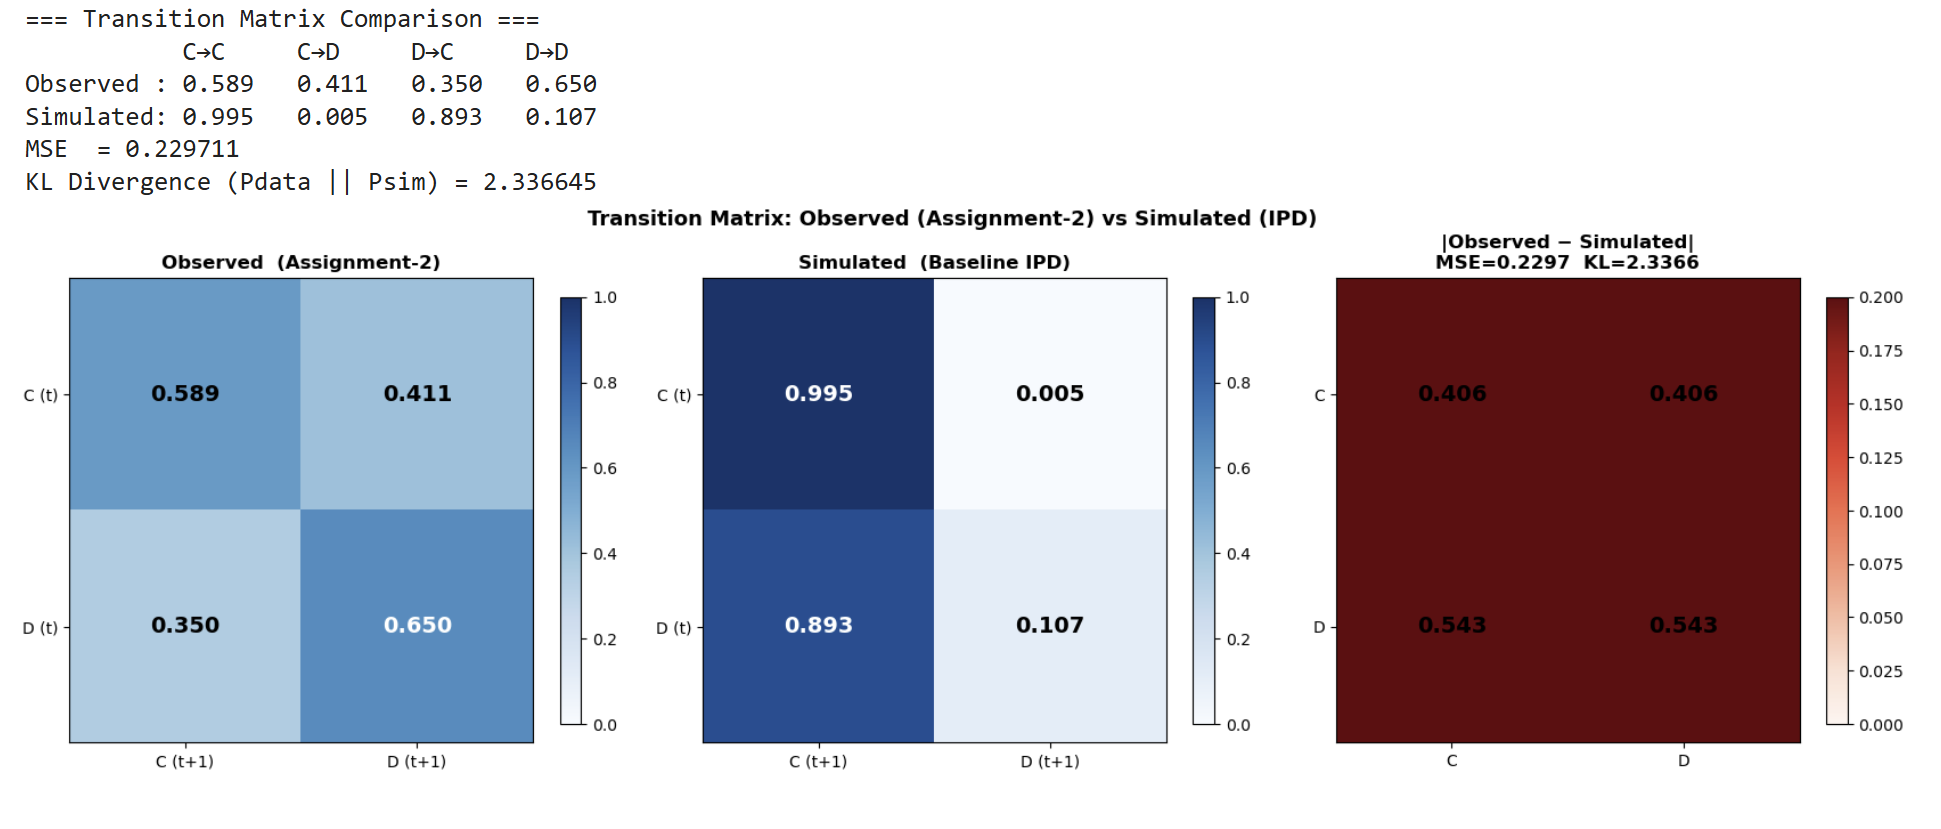 === Transition Matrix Comparison ===
C→C C→D D→C D→D
Observed : 0.589 0.411 0.350 0.650
Simulated: 0.995 0.005 0.893 0.107
MSE = 0.229711
KL Divergence (Pdata || Psim) = 2.336645
Transition Matrix: Observed (Assignment-2) vs Simulated (IPD)
Observed (Assignment-2)
C (t)
D (t)
0.589 0.411
0.350 0.650
C (t+1) D (t+1)
1.0
0.8
0.6
0.4
0.2
0.0
Simulated (Baseline IPD)
C (t)
D (t)
0.995 0.005
0.893 0.107
C (t+1) D (t+1)
1.0
0.8
0.6
0.4
0.2
0.0
|Observed − Simulated|
MSE=0.2297 KL=2.3366
C
D
0.406 0.406
0.543 0.543
C D
0.200
0.175
0.150
0.125
0.100
0.075
0.050
0.025
0.000